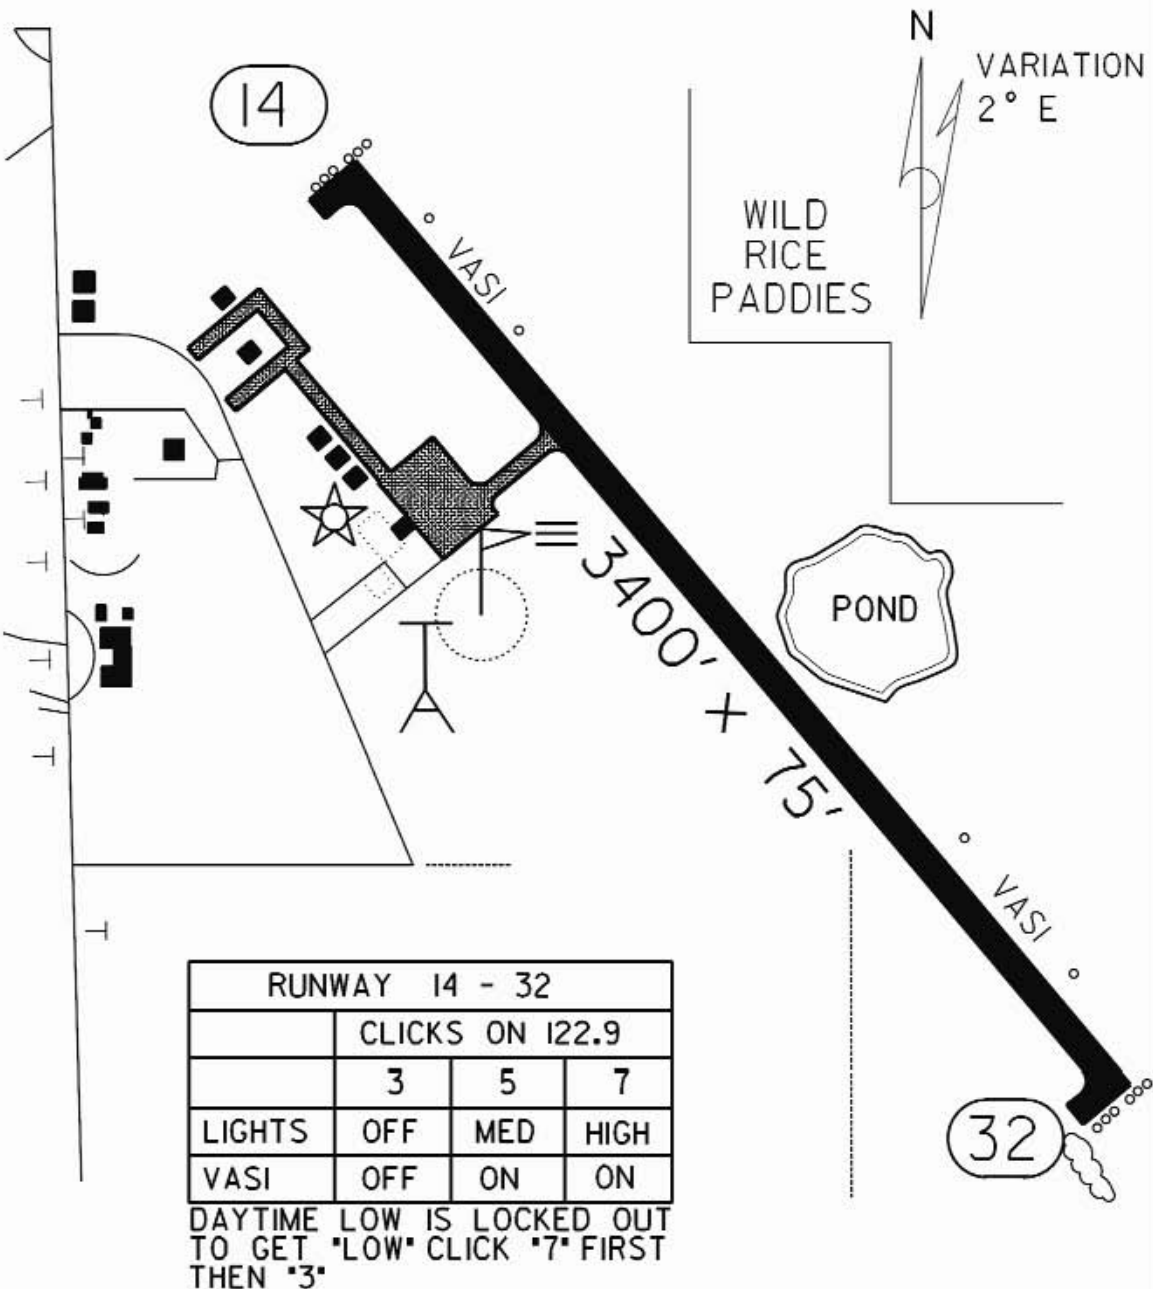 N
VARIATION
2° E
14
WILD
RICE
PADDIES
VASI
POND
3400' X 75'
VASI
32
RUNWAY 14 - 32
CLICKS ON 122.9
3 5 7
LIGHTS OFF MED HIGH
VASI OFF ON ON
DAYTIME LOW IS LOCKED OUT
TO GET "LOW" CLICK "7" FIRST
THEN "3"